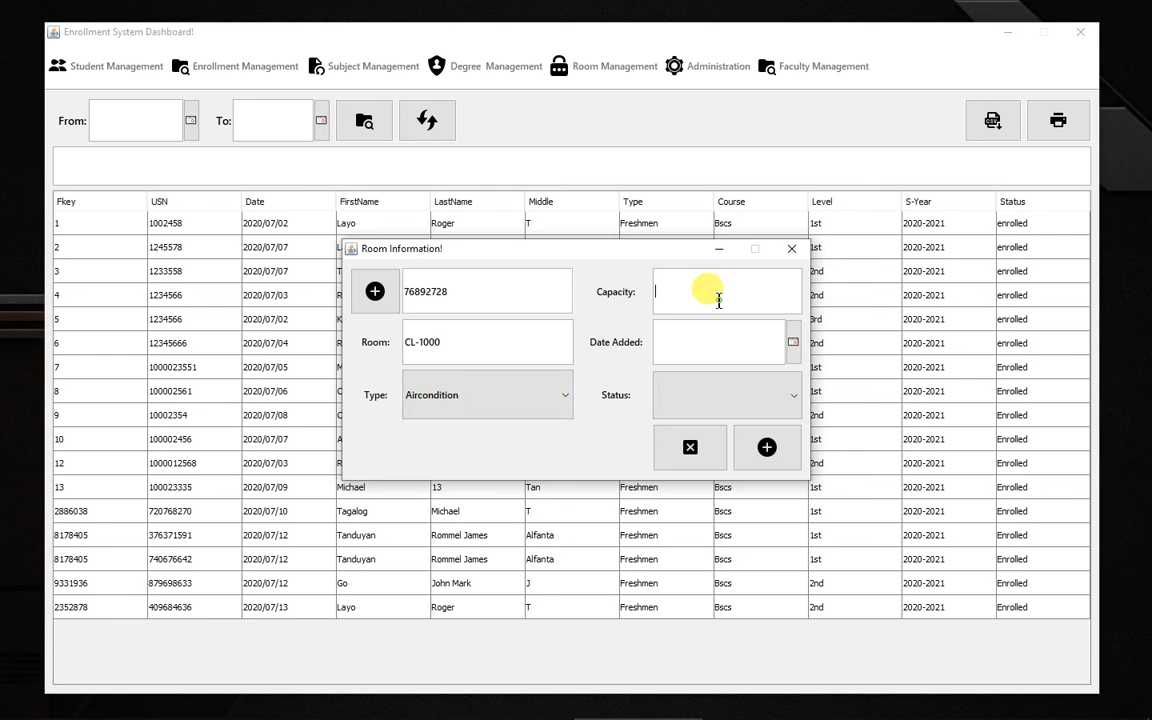 Enrollment System Dashboard!
Student Management Enrollment Management Subject Management Degree Management Room Management Administration Faculty Management
From: To:
CSV
Fkey USN Date FirstName LastName Middle Type Course Level S-Year Status
1 1002458 2020/07/02 Layo Roger T Freshmen Bscs 1st 2020-2021 enrolled
2 1245578 2020/07/07 1st 2020-2021 enrolled
3 1233558 2020/07/07 2nd 2020-2021 enrolled
4 1234566 2020/07/02 2nd 2020-2021 enrolled
5 1234566 2020/07/02 3rd 2020-2021 enrolled
6 12345666 2020/07/04 2nd 2020-2021 enrolled
7 1000023551 2020/07/05 1st 2020-2021 Enrolled
8 100002561 2020/07/06 1st 2020-2021 Enrolled
9 10002354 2020/07/08 2nd 2020-2021 Enrolled
10 100002456 2020/07/07 1st 2020-2021 Enrolled
12 1000012568 2020/07/03 2nd 2020-2021 Enrolled
13 100023335 2020/07/09 Michael 13 Tan Freshmen Bscs 1st 2020-2021 Enrolled
2886038 720768270 2020/07/10 Tagalog Michael T Freshmen Bscs 1st 2020-2021 Enrolled
8178405 376371591 2020/07/12 Tanduyan Rommel James Alfanta Freshmen Bscs 1st 2020-2021 Enrolled
8178405 740676642 2020/07/12 Tanduyan Rommel James Alfanta Freshmen Bscs 1st 2020-2021 Enrolled
9331936 879698633 2020/07/12 Go John Mark J Freshmen Bscs 2nd 2020-2021 Enrolled
2352878 409684636 2020/07/13 Layo Roger T Freshmen Bscs 2nd 2020-2021 Enrolled
Room Information!
76892728 Capacity:
Room: CL-1000 Date Added:
Type: Aircondition Status: